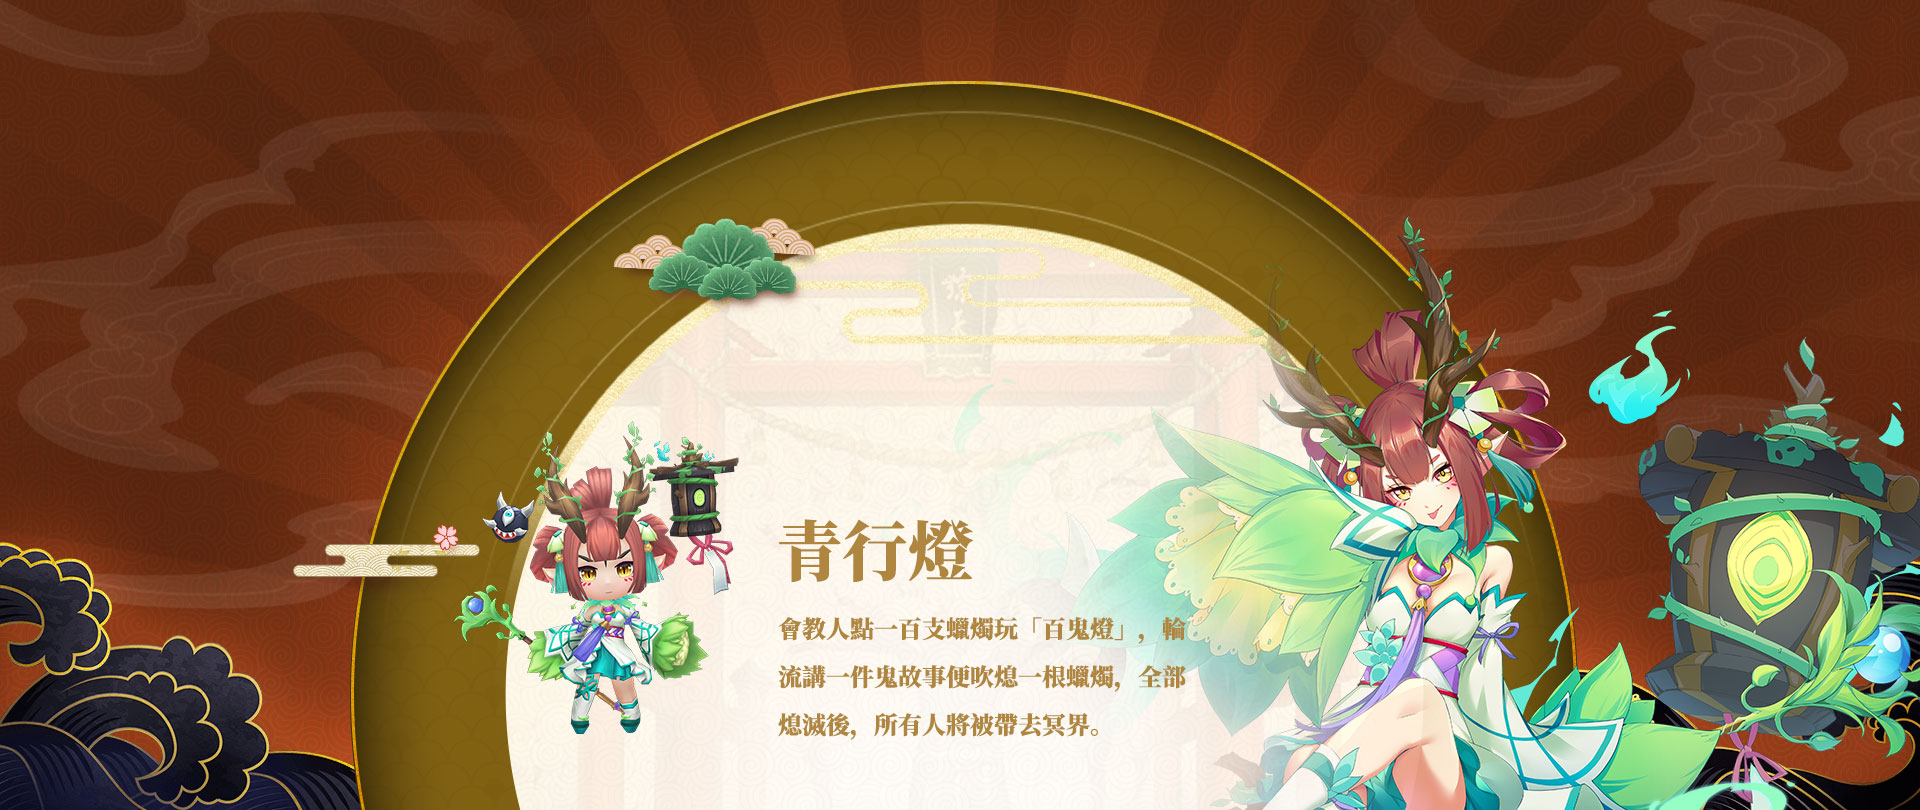 青行燈
會教人點一百支蠟燭玩「百鬼燈」，輪
流講一件鬼故事便吹熄一根蠟燭，全部
熄滅後，所有人將被帶去冥界。